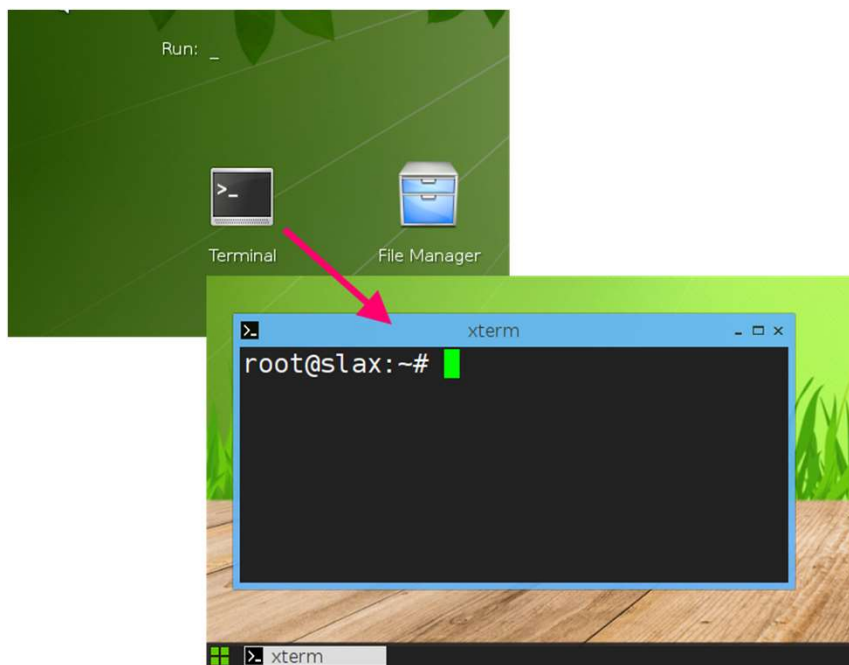 Run: _
>_
Terminal
File Manager
>_
xterm
root@slax:~#
>_
xterm